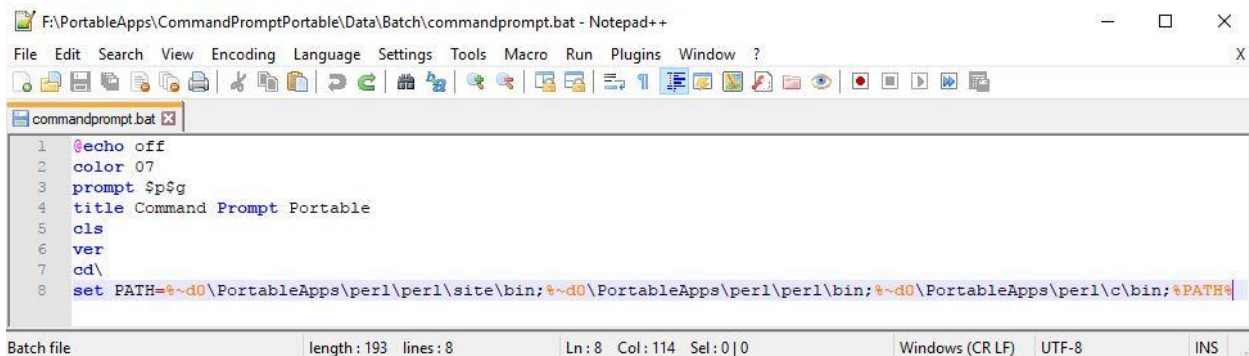 F:\PortableApps\CommandPromptPortable\Data\Batch\commandprompt.bat - Notepad++
File Edit Search View Encoding Language Settings Tools Macro Run Plugins Window ? X
commandprompt.bat
1 @echo off
2 color 07
3 prompt $p$g
4 title Command Prompt Portable
5 cls
6 ver
7 cd\
8 set PATH=%~d0\PortableApps\perl\perl\site\bin;%~d0\PortableApps\perl\perl\bin;%~d0\PortableApps\perl\c\bin;%PATH%
Batch file length : 193 lines : 8 Ln : 8 Col : 114 Sel : 0 | 0 Windows (CR LF) UTF-8 INS